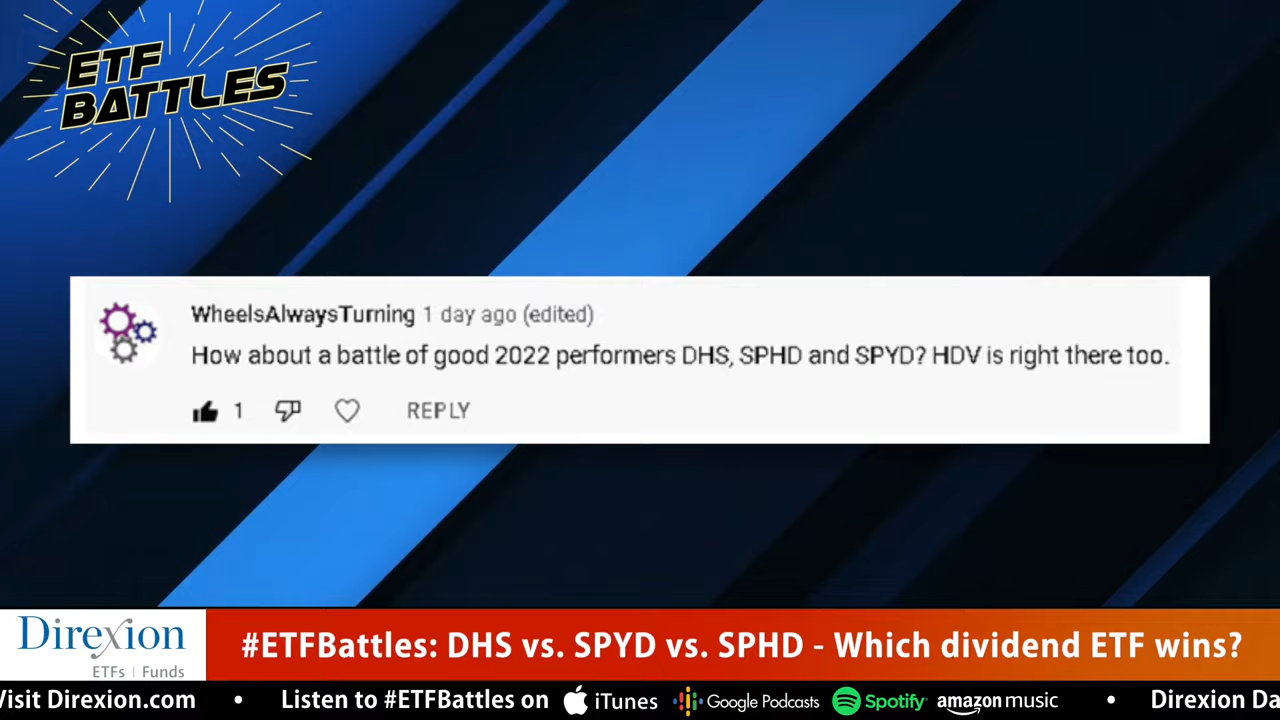 ETF
BATTLES
WheelsAlwaysTurning 1 day ago (edited)
How about a battle of good 2022 performers DHS, SPHD and SPYD? HDV is right there too.
1 REPLY
Direxion
ETFs | Funds
#ETFBattles: DHS vs. SPYD vs. SPHD - Which dividend ETF wins?
Visit Direxion.com • Listen to #ETFBattles on iTunes Google Podcasts Spotify amazon music • Direxion Da